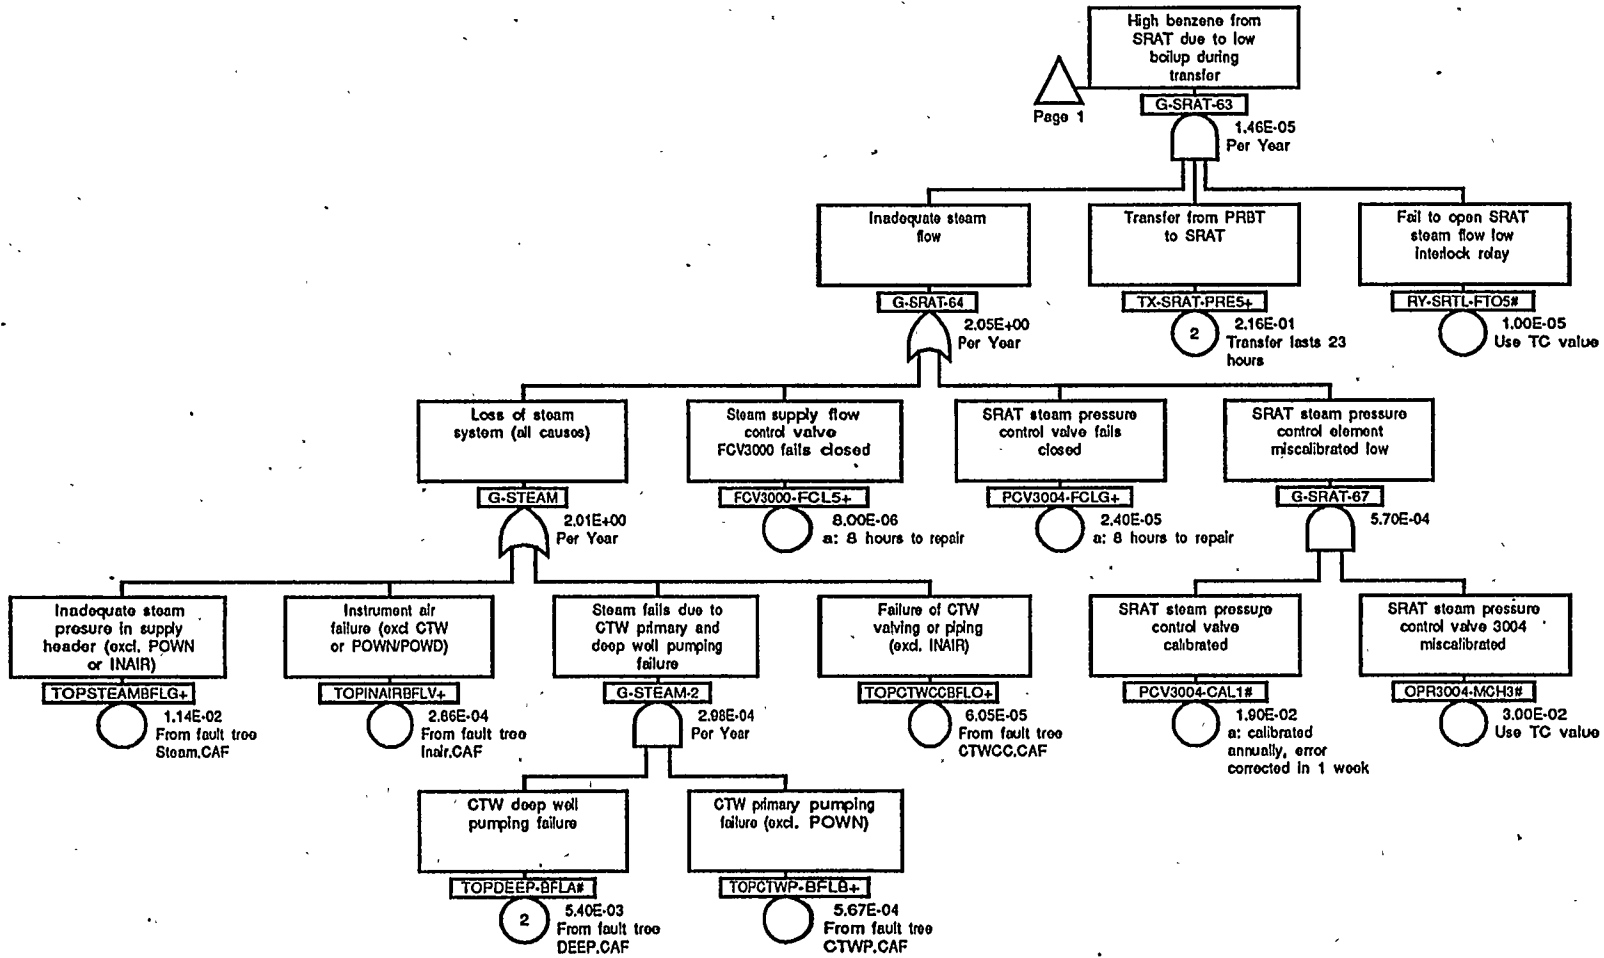 High benzene from
SRAT due to low
boilup during
transfer
Page 1
G-SRAT-63
1.46E-05
Per Year
Inadequate steam
flow
G-SRAT-64
2.05E+00
Per Year
Transfer from PRBT
to SRAT
TX-SRAT-PRE5+
2
2.16E-01
Transfer lasts 23
hours
Fail to open SRAT
steam flow low
interlock relay
RY-SRTL-FTO5#
1.00E-05
Use TC value
Loss of steam
system (all causes)
G-STEAM
2.01E+00
Per Year
Steam supply flow
control valve
FCV3000 fails closed
FCV3000-FCL5+
8.00E-06
a: 8 hours to repair
SRAT steam pressure
control valve fails
closed
PCV3004-FCLG+
2.40E-05
a: 8 hours to repair
SRAT steam pressure
control element
miscalibrated low
G-SRAT-67
5.70E-04
Inadequate steam
presure in supply
header (excl. POWN
or INAIR)
TOPSTEAMBFLG+
1.14E-02
From fault tree
Steam.CAF
Instrument air
failure (excl CTW
or POWN/POWD)
TOPINAIRBFLV+
2.86E-04
From fault tree
Inair.CAF
Steam fails due to
CTW primary and
deep well pumping
failure
G-STEAM-2
2.98E-04
Per Year
Failure of CTW
valving or piping
(excl. INAIR)
TOPCTWCCBFLO+
6.05E-05
From fault tree
CTWCC.CAF
SRAT steam pressure
control valve
calibrated
PCV3004-CAL1#
1.90E-02
a: calibrated
annually, error
corrected in 1 week
SRAT steam pressure
control valve 3004
miscalibrated
OPR3004-MCH3#
3.00E-02
Use TC value
CTW deep well
pumping failure
TOPDEEP-BFLA#
2
5.40E-03
From fault tree
DEEP.CAF
CTW primary pumping
failure (excl. POWN)
TOPCTWP-BFLB+
5.67E-04
From fault tree
CTWP.CAF